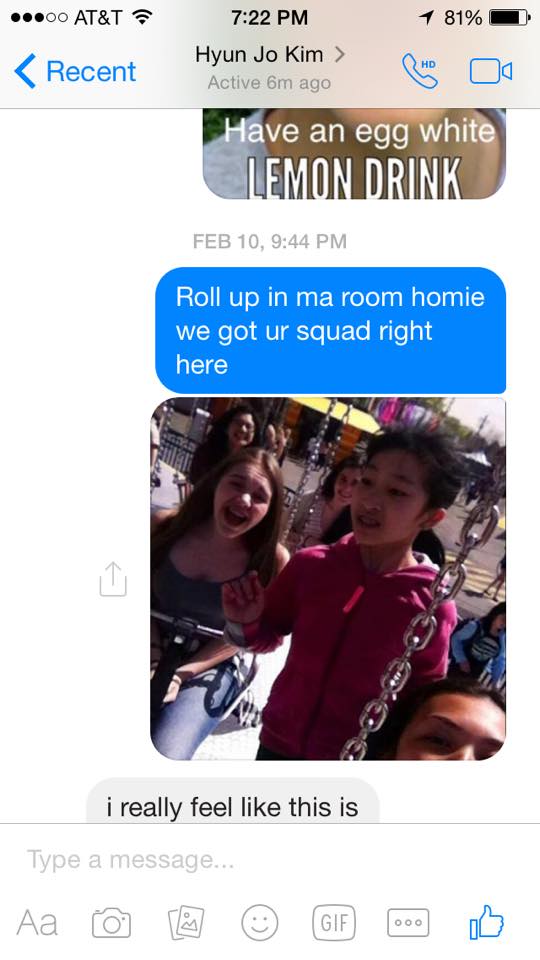 AT&T 7:22 PM 81%
Recent Hyun Jo Kim HD
Active 6m ago
Have an egg white
LEMON DRINK
FEB 10, 9:44 PM
Roll up in ma room homie
we got ur squad right
here
i really feel like this is
Type a message...
Aa GIF